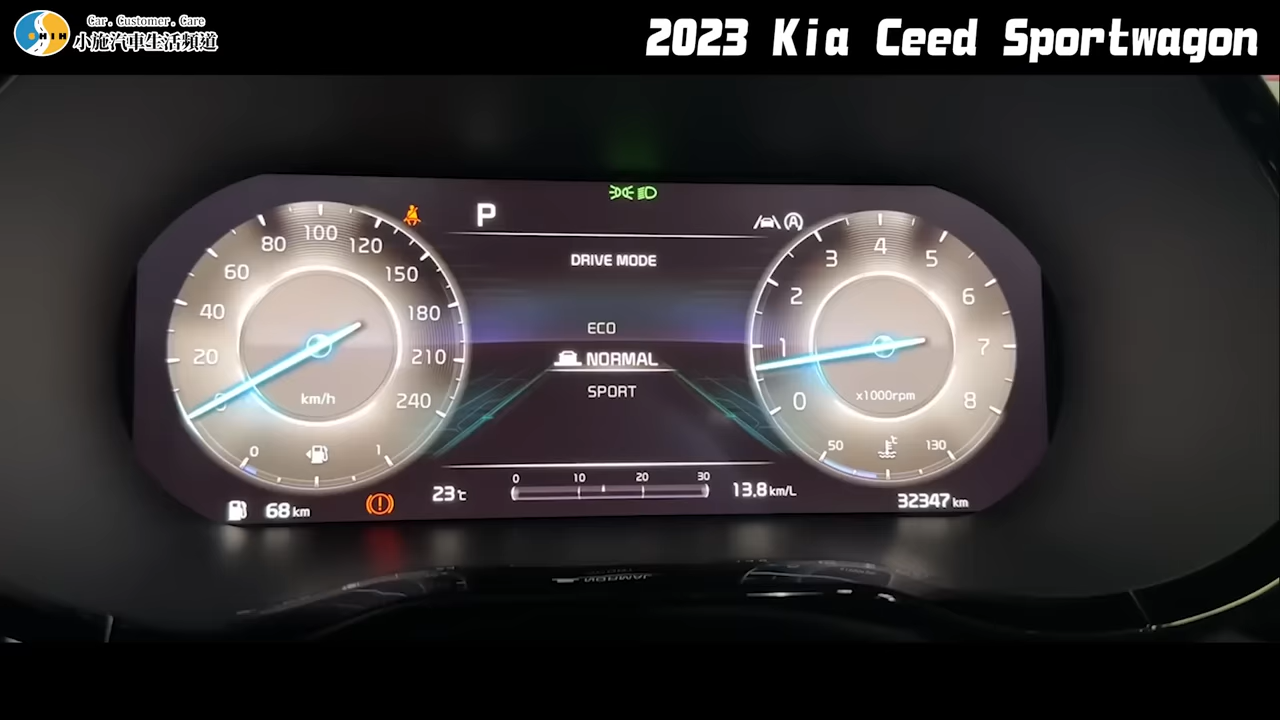 Car. Customer. Care
SHIH 小施汽車生活頻道
2023 Kia Ceed Sportwagon
P
DRIVE MODE
ECO
NORMAL
SPORT
0 20 40 60 80 100 120 150 180 210 240
km/h
0 1
0 1 2 3 4 5 6 7 8
x1000rpm
50 130
℃
A
68 km
23℃
0 10 20 30
13.8 km/L
32347 km